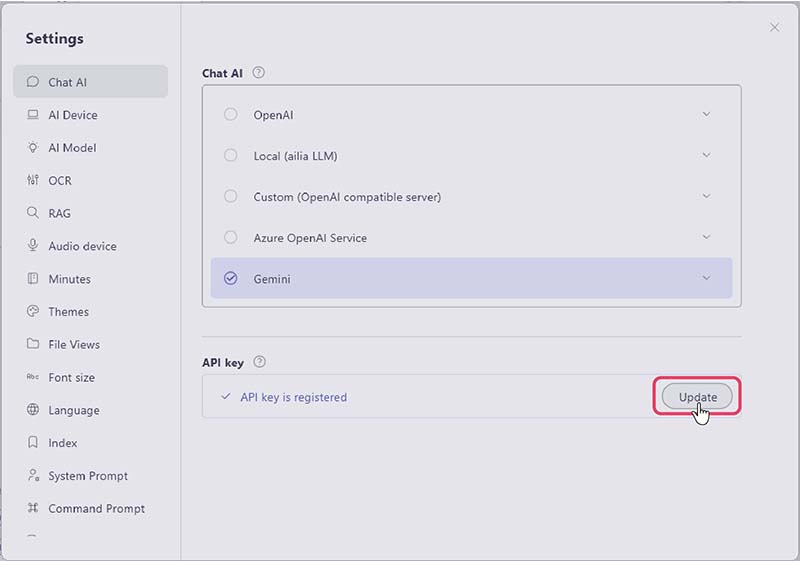 Settings
Chat AI
AI Device
AI Model
OCR
RAG
Audio device
Minutes
Themes
File Views
Abc Font size
Language
Index
System Prompt
Command Prompt
Chat AI ?
OpenAI
Local (ailia LLM)
Custom (OpenAI compatible server)
Azure OpenAI Service
Gemini
API key ?
API key is registered
Update